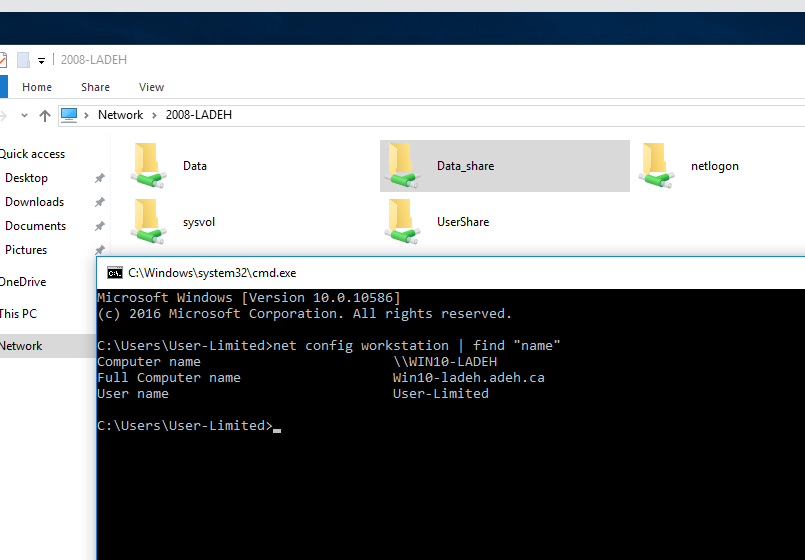 2008-LADEH
Home Share View
Network 2008-LADEH
Quick access
Desktop
Downloads
Documents
Pictures
OneDrive
This PC
Network
Data Data_share netlogon
sysvol UserShare
C:\Windows\system32\cmd.exe
Microsoft Windows [Version 10.0.10586]
(c) 2016 Microsoft Corporation. All rights reserved.
C:\Users\User-Limited>net config workstation | find "name"
Computer name \\WIN10-LADEH
Full Computer name Win10-ladeh.adeh.ca
User name User-Limited
C:\Users\User-Limited>